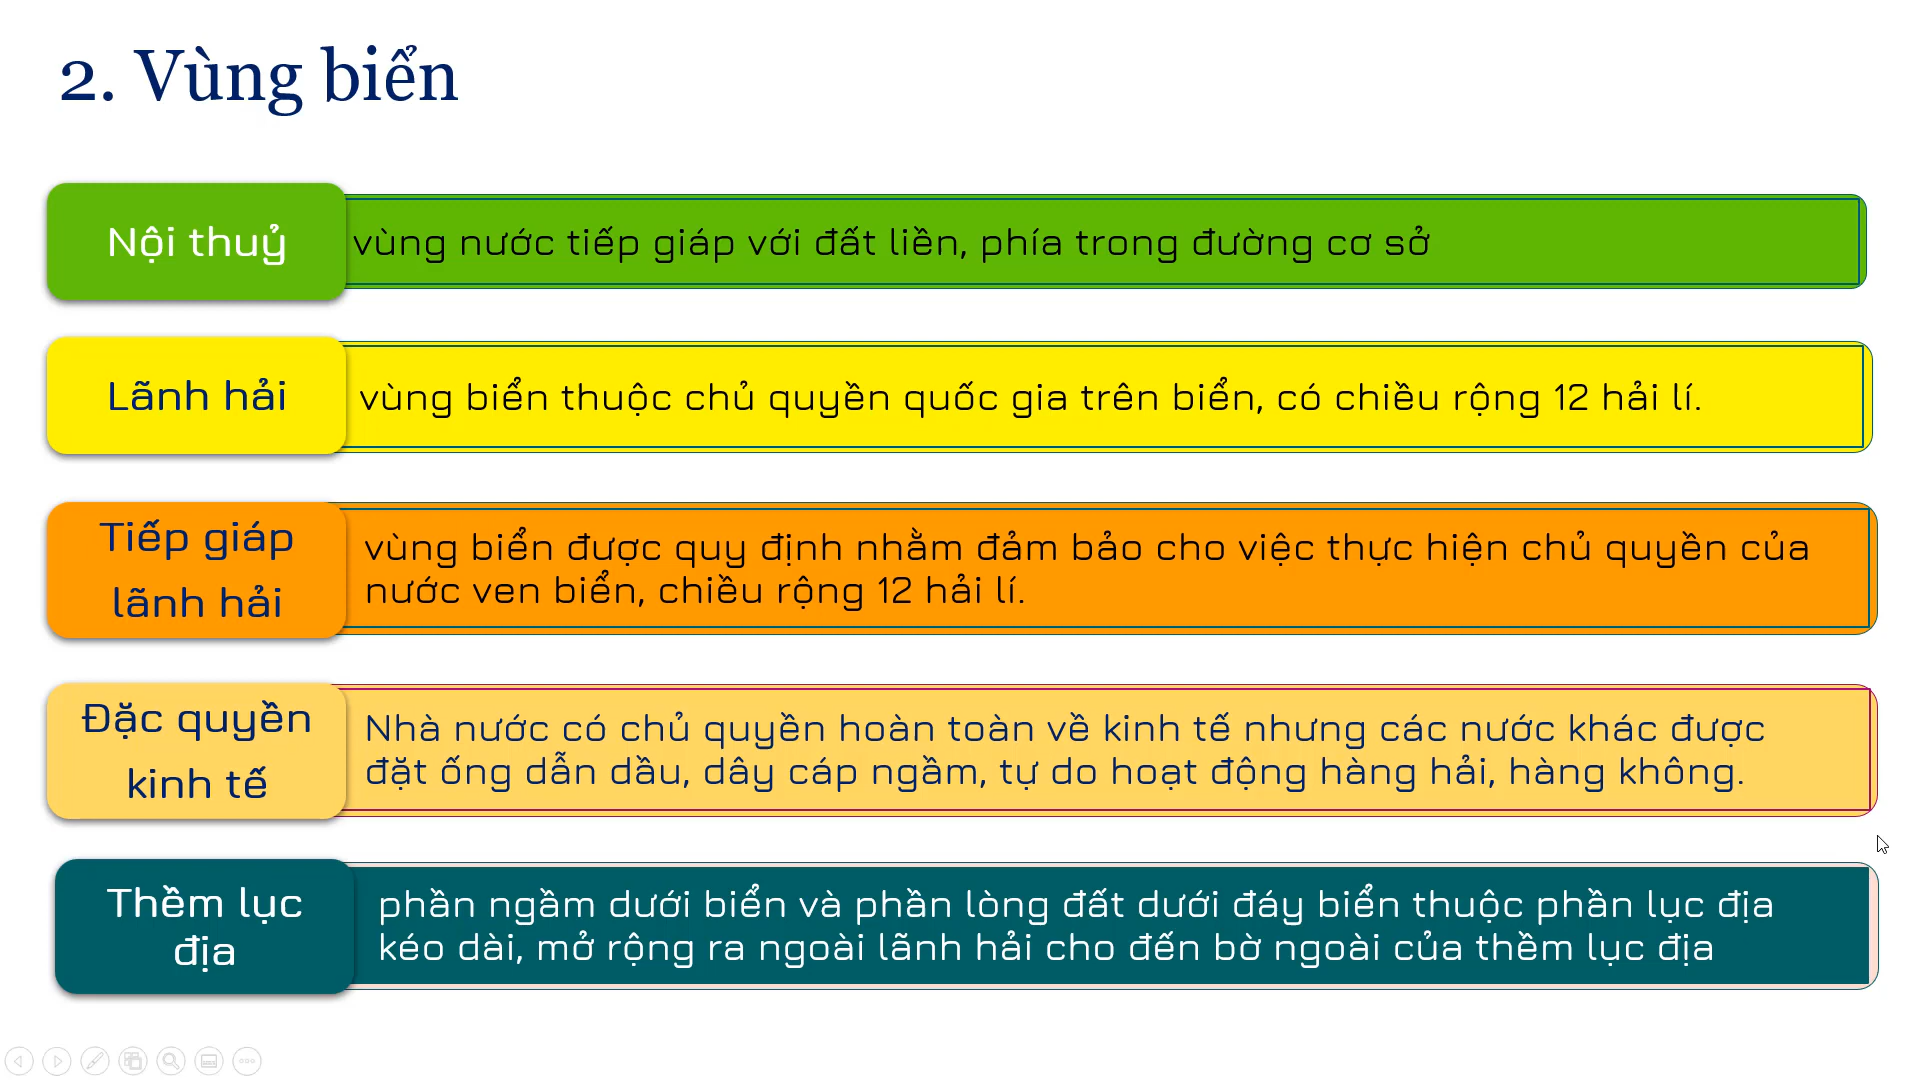 2. Vùng biển
Nội thuỷ
vùng nước tiếp giáp với đất liền, phía trong đường cơ sở
Lãnh hải
vùng biển thuộc chủ quyền quốc gia trên biển, có chiều rộng 12 hải lí.
Tiếp giáp
lãnh hải
vùng biển được quy định nhằm đảm bảo cho việc thực hiện chủ quyền của
nước ven biển, chiều rộng 12 hải lí.
Đặc quyền
kinh tế
Nhà nước có chủ quyền hoàn toàn về kinh tế nhưng các nước khác được
đặt ống dẫn dầu, dây cáp ngầm, tự do hoạt động hàng hải, hàng không.
Thềm lục
địa
phần ngầm dưới biển và phần lòng đất dưới đáy biển thuộc phần lục địa
kéo dài, mở rộng ra ngoài lãnh hải cho đến bờ ngoài của thềm lục địa